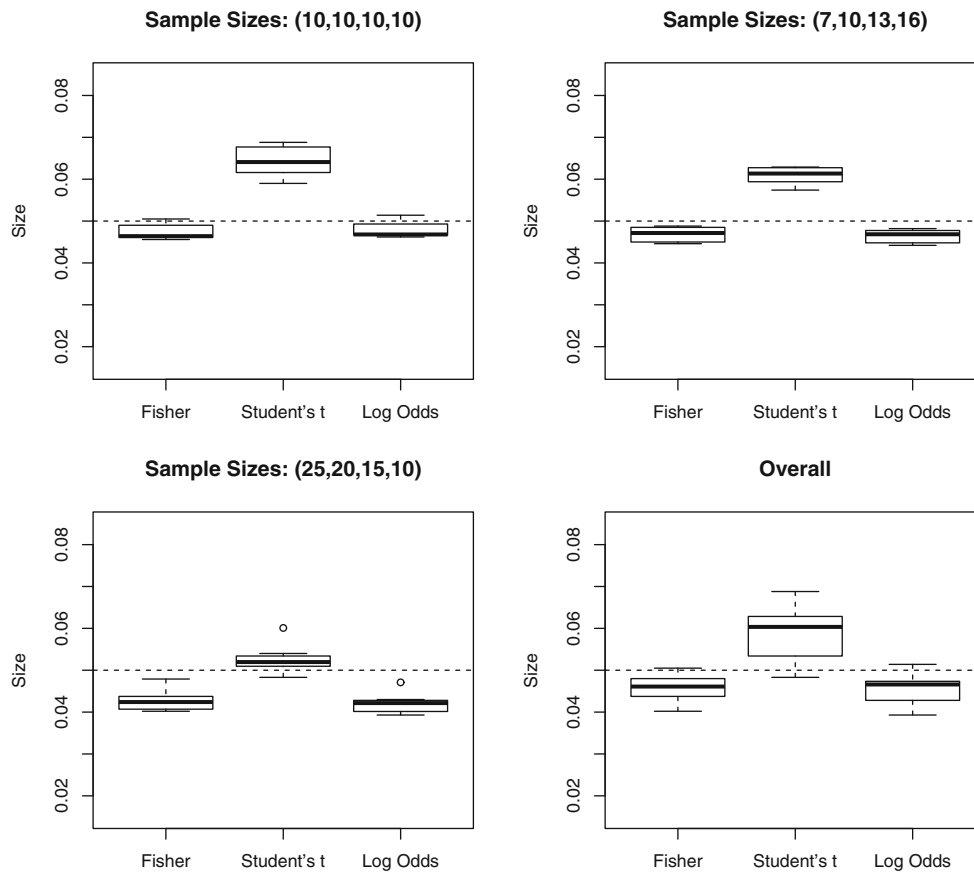 Sample Sizes: (10,10,10,10)
Size
0.08
0.06
0.04
0.02
Fisher
Student's t
Log Odds
Sample Sizes: (7,10,13,16)
Size
0.08
0.06
0.04
0.02
Fisher
Student's t
Log Odds
Sample Sizes: (25,20,15,10)
Size
0.08
0.06
0.04
0.02
Fisher
Student's t
Log Odds
Overall
Size
0.08
0.06
0.04
0.02
Fisher
Student's t
Log Odds